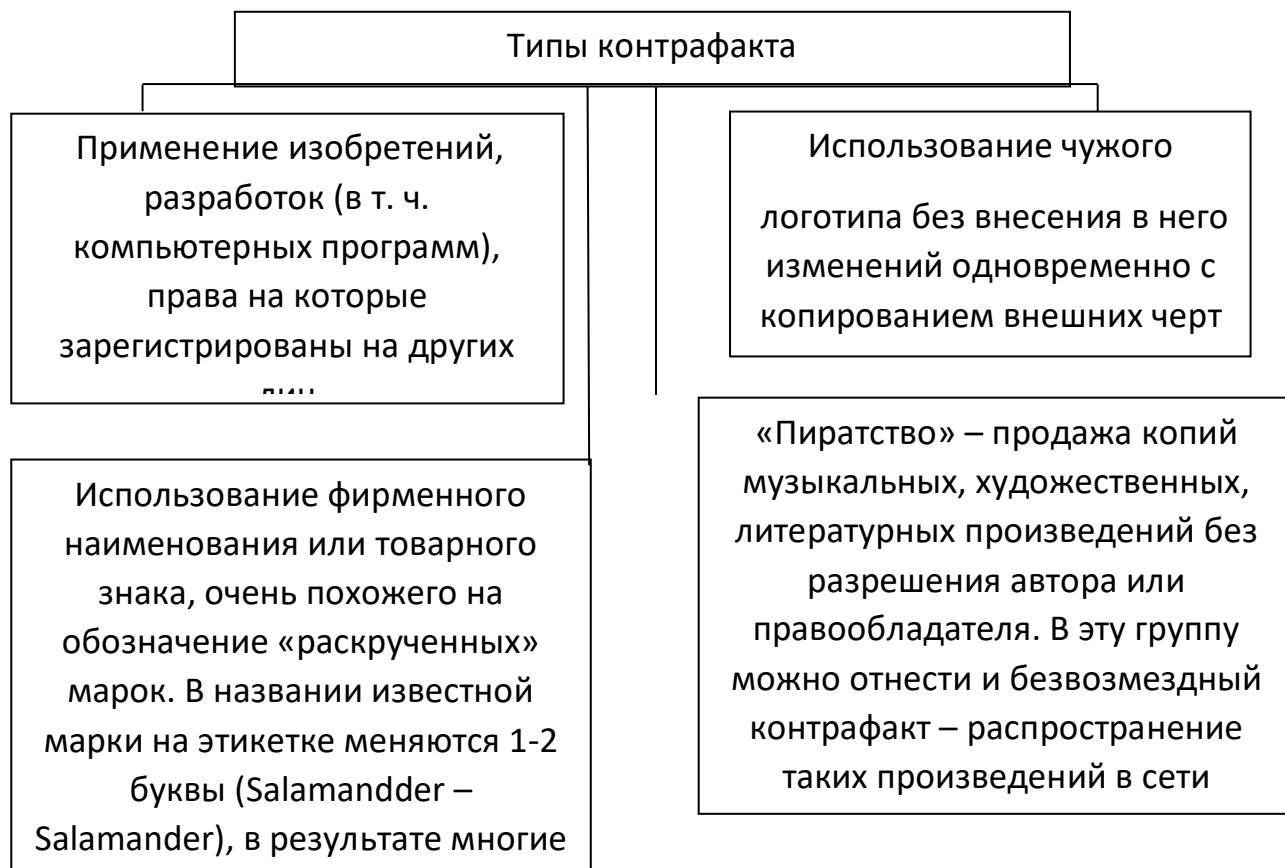 Типы контрафакта
Применение изобретений,
разработок (в т. ч.
компьютерных программ),
права на которые
зарегистрированы на других
Использование чужого
логотипа без внесения в него
изменений одновременно с
копированием внешних черт
Использование фирменного
наименования или товарного
знака, очень похожего на
обозначение «раскрученных»
марок. В названии известной
марки на этикетке меняются 1-2
буквы (Salamandder –
Salamander), в результате многие
«Пиратство» – продажа копий
музыкальных, художественных,
литературных произведений без
разрешения автора или
правообладателя. В эту группу
можно отнести и безвозмездный
контрафакт – распространение
таких произведений в сети